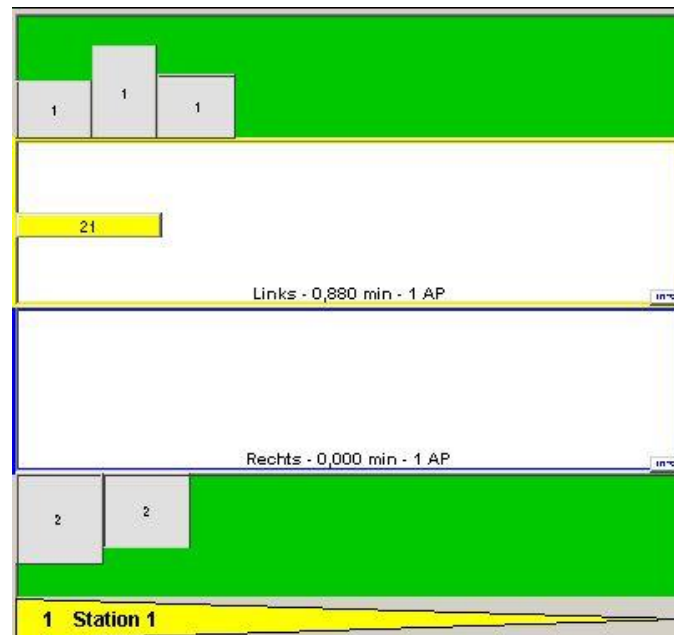 1 1 1
21
Links - 0,880 min - 1 AP
Rechts - 0,000 min - 1 AP
2 2
1 Station 1